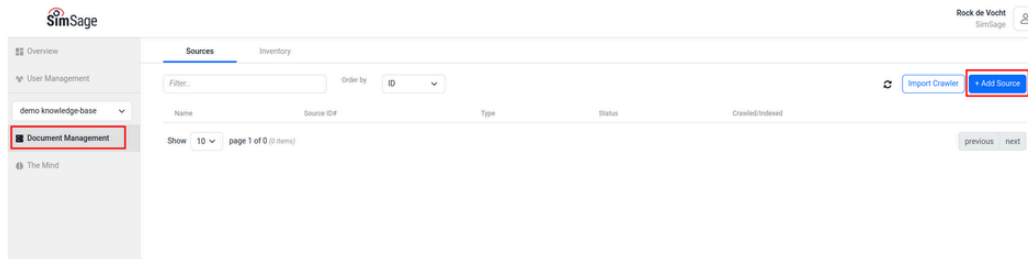 SimSage
Rock de Vocht
SimSage
Overview
User Management
demo knowledge-base
Document Management
The Mind
Sources Inventory
Filter.. Order by ID Import Crawler + Add Source
Name Source ID# Type Status Crawled/Indexed
Show 10 page 1 of 0 (0 items) previous next